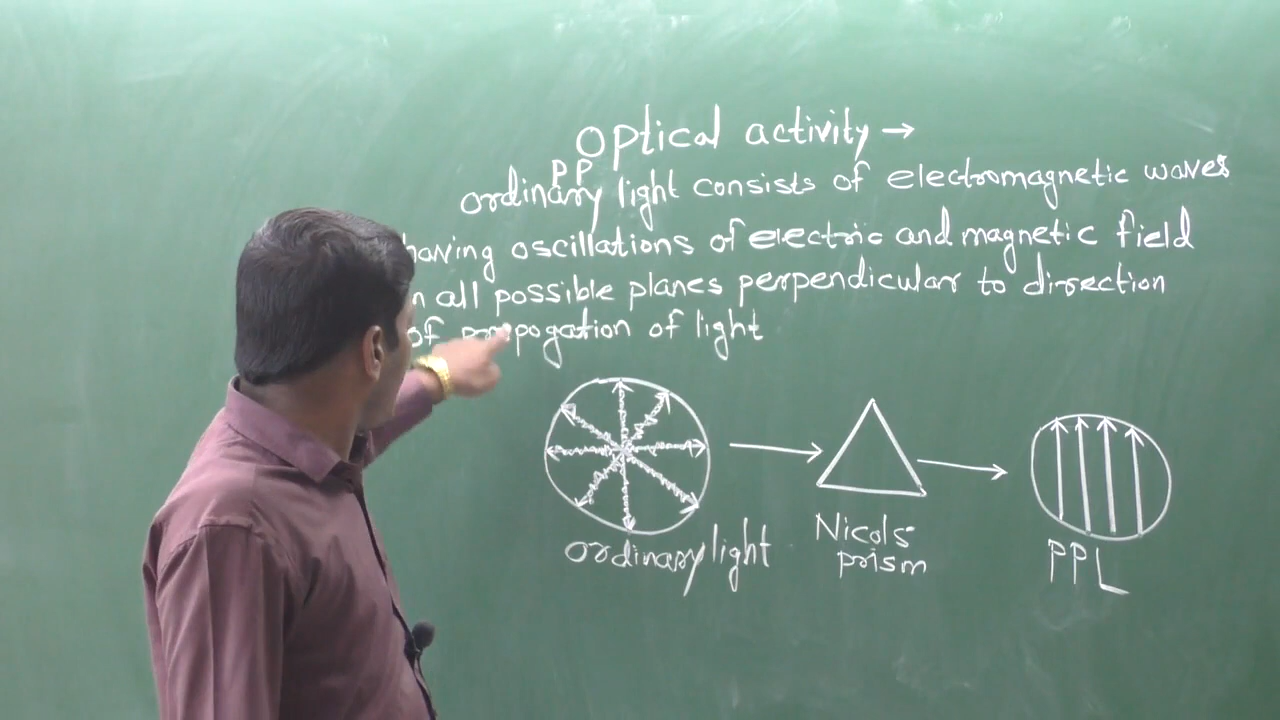 Optical activity →
PP
ordinary light consists of electromagnetic waves
having oscillations of electric and magnetic field
n all possible planes perpendicular to direction
of propogation of light
ordinary light
Nicols
prism
PPL